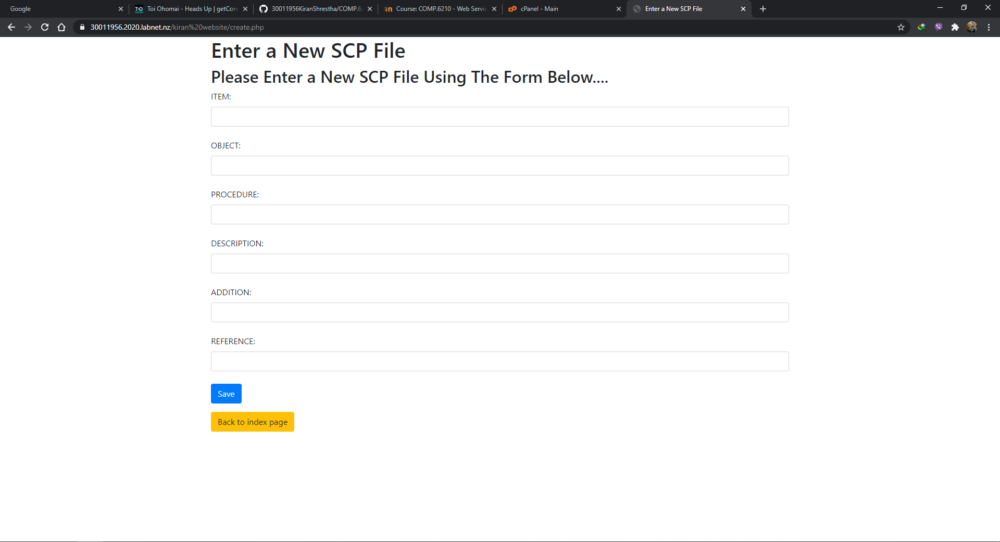 Google
Toi Ohomai - Heads Up | getConn
30011956KiranShrestha/COMP.62
Course: COMP.6210 - Web Servic
cPanel - Main
Enter a New SCP File
30011956.2020.labnet.nz/kiran%20website/create.php
Enter a New SCP File
Please Enter a New SCP File Using The Form Below....
ITEM:
OBJECT:
PROCEDURE:
DESCRIPTION:
ADDITION:
REFERENCE:
Save
Back to index page